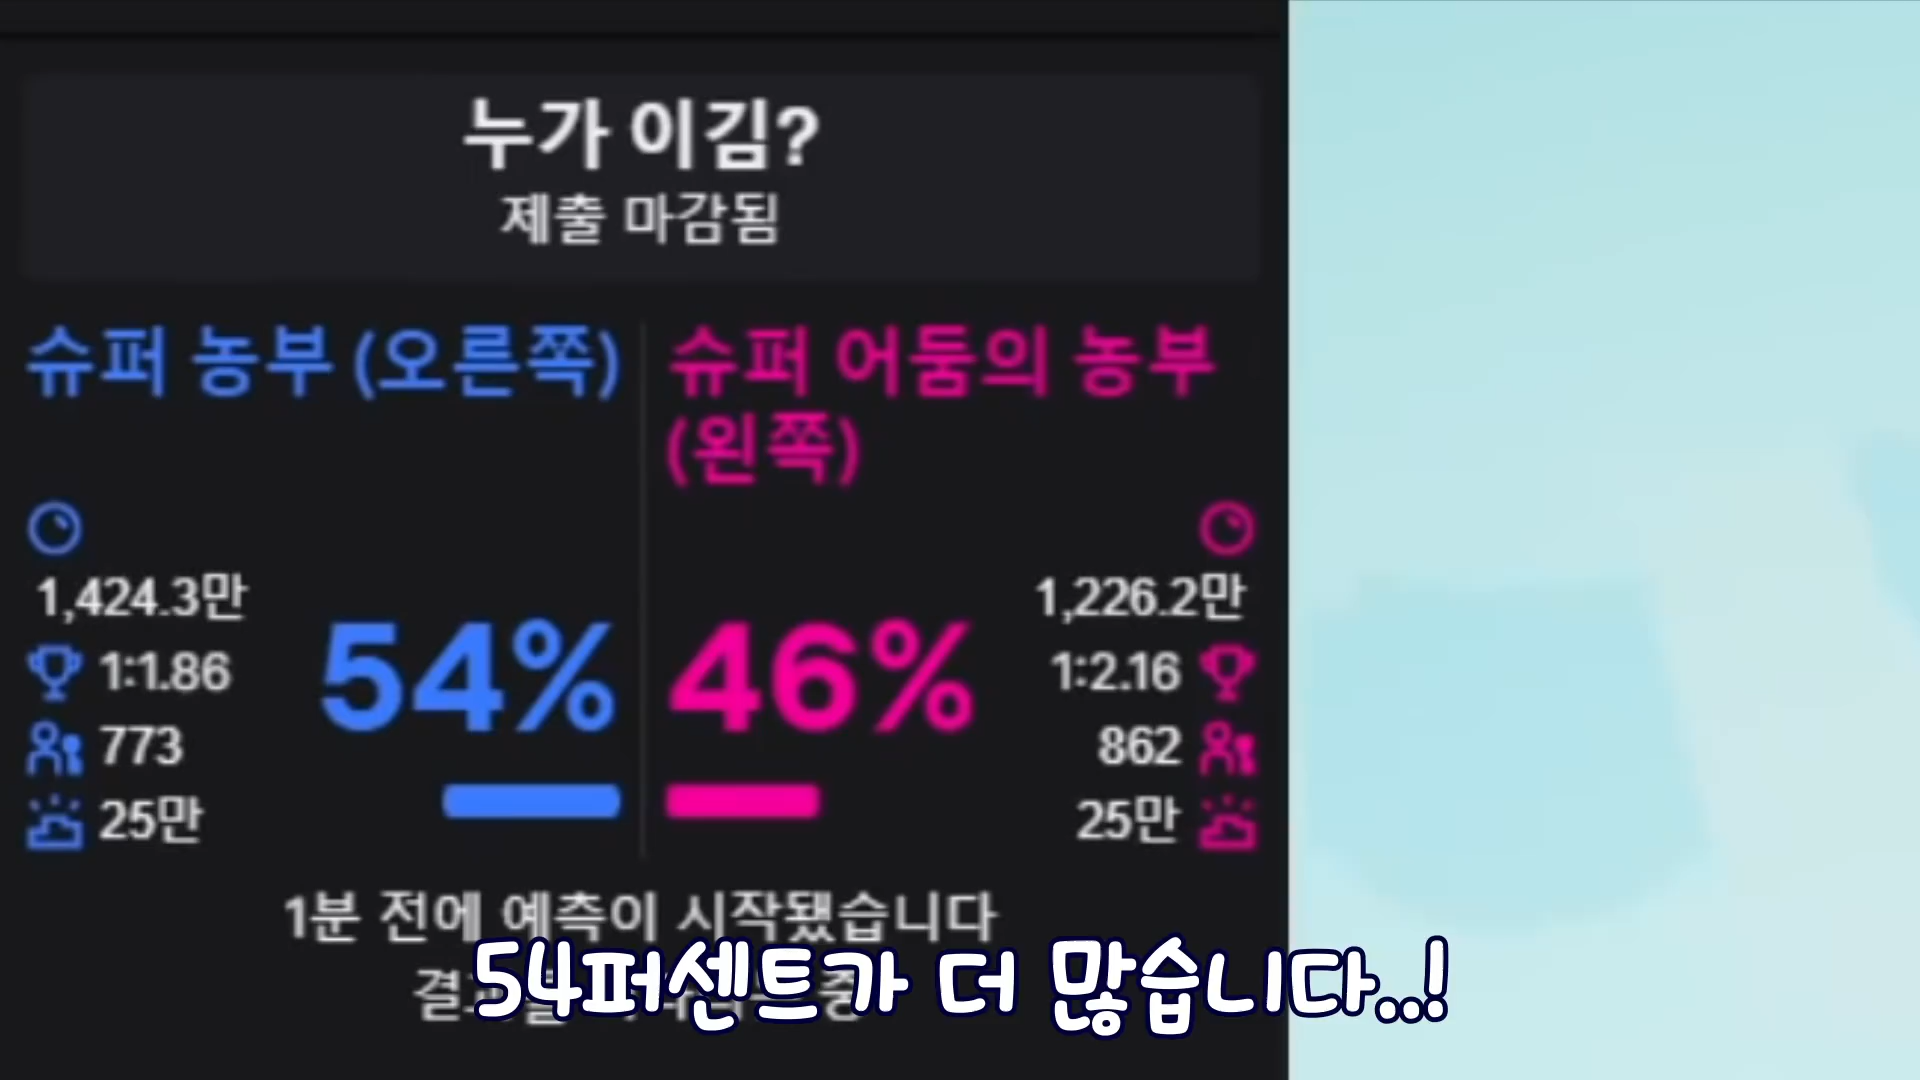 누가 이김?
제출 마감됨
슈퍼 농부 (오른쪽)
1,424.3만
1:1.86
773
25만
54%
슈퍼 어둠의 농부
(왼쪽)
46%
1,226.2만
1:2.16
862
25만
1분 전에 예측이 시작됐습니다
54퍼센트가 더 많습니다..!